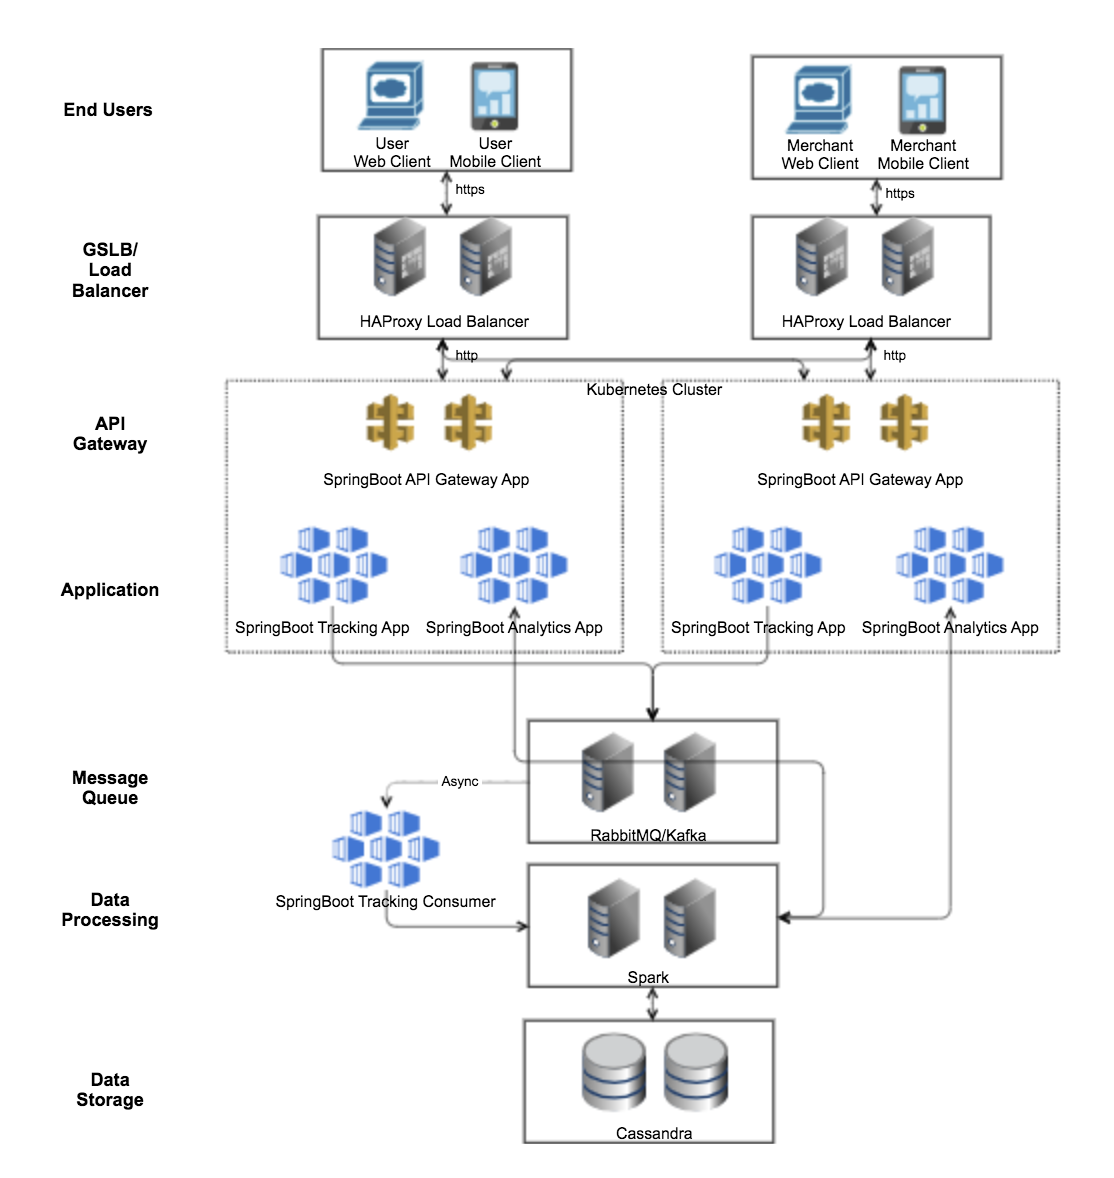 End Users
User
Web Client
User
Mobile Client
Merchant
Web Client
Merchant
Mobile Client
https
https
GSLB/
Load
Balancer
HAProxy Load Balancer
HAProxy Load Balancer
http
http
Kubernetes Cluster
API
Gateway
SpringBoot API Gateway App
SpringBoot API Gateway App
Application
SpringBoot Tracking App
SpringBoot Analytics App
SpringBoot Tracking App
SpringBoot Analytics App
Message
Queue
Async
RabbitMQ/Kafka
Data
Processing
SpringBoot Tracking Consumer
Spark
Data
Storage
Cassandra